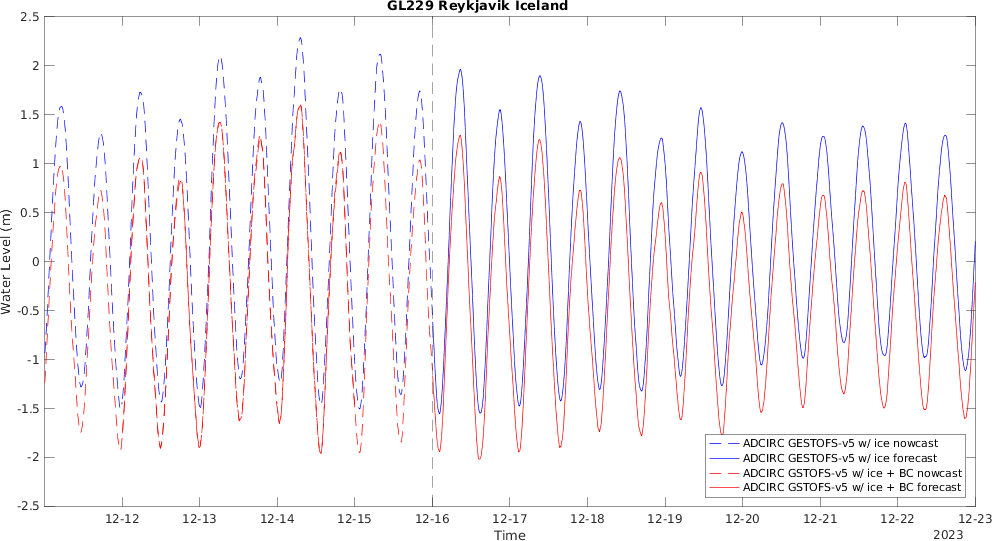 GL229 Reykjavik Iceland
2.5
2
1.5
1
0.5
0
-0.5
-1
-1.5
-2
-2.5
Water Level (m)
ADCIRC GESTOFS-v5 w/ ice nowcast
ADCIRC GESTOFS-v5 w/ ice forecast
ADCIRC GSTOFS-v5 w/ ice + BC nowcast
ADCIRC GSTOFS-v5 w/ ice + BC forecast
12-12 12-13 12-14 12-15 12-16 12-17 12-18 12-19 12-20 12-21 12-22 12-23
Time
2023